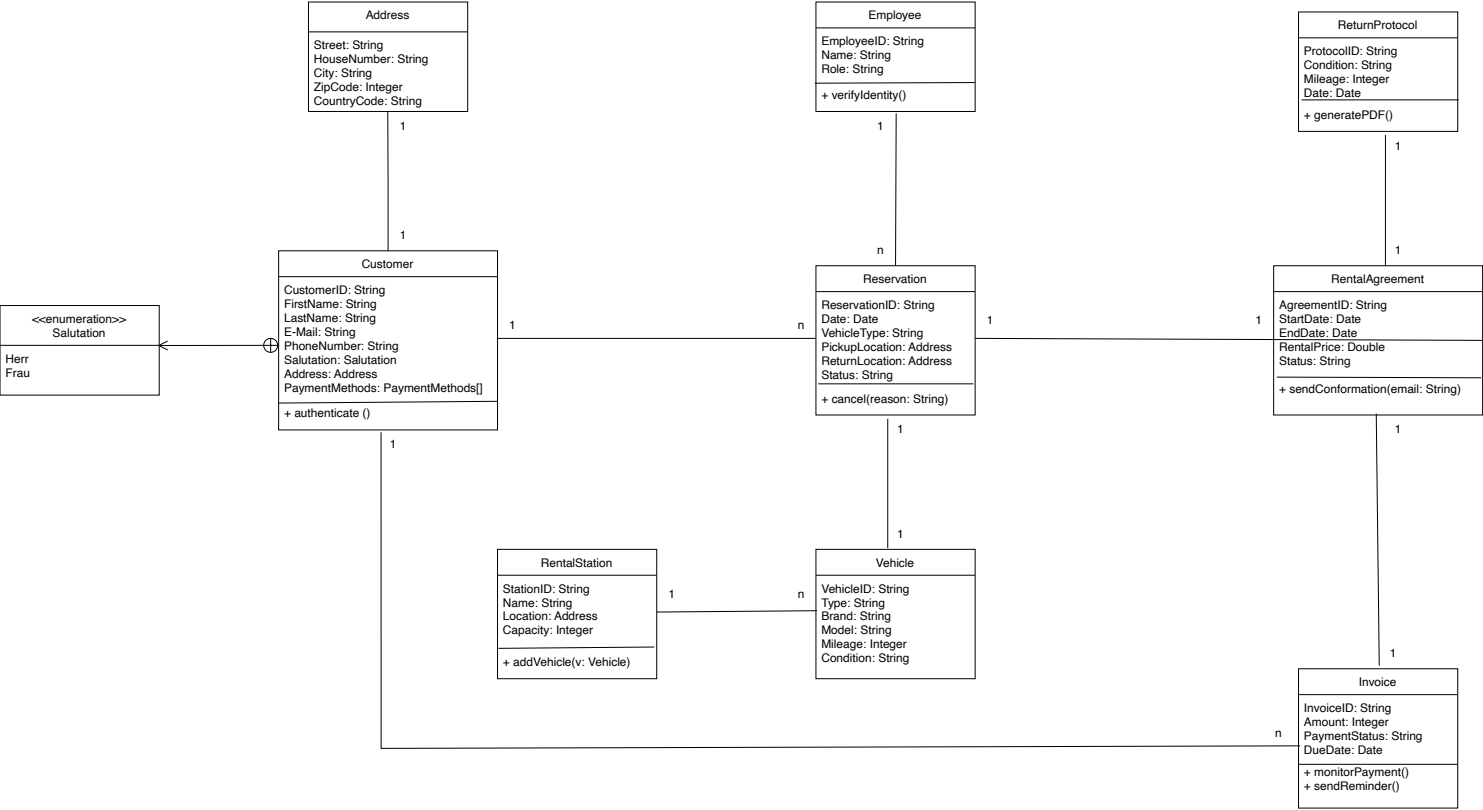 Address
Street: String
HouseNumber: String
City: String
ZipCode: Integer
CountryCode: String
1
1
Employee
EmployeeID: String
Name: String
Role: String
+ verifyIdentity()
1
n
ReturnProtocol
ProtocolID: String
Condition: String
Mileage: Integer
Date: Date
+ generatePDF()
1
1
<<enumeration>>
Salutation
Herr
Frau
Customer
CustomerID: String
FirstName: String
LastName: String
E-Mail: String
PhoneNumber: String
Salutation: Salutation
Address: Address
PaymentMethods: PaymentMethods[]
+ authenticate ()
1
n
1
Reservation
ReservationID: String
Date: Date
VehicleType: String
PickupLocation: Address
ReturnLocation: Address
Status: String
+ cancel(reason: String)
1
1
1
1
RentalAgreement
AgreementID: String
StartDate: Date
EndDate: Date
RentalPrice: Double
Status: String
+ sendConformation(email: String)
1
1
RentalStation
StationID: String
Name: String
Location: Address
Capacity: Integer
+ addVehicle(v: Vehicle)
1
n
Vehicle
VehicleID: String
Type: String
Brand: String
Model: String
Mileage: Integer
Condition: String
n
Invoice
InvoiceID: String
Amount: Integer
PaymentStatus: String
DueDate: Date
+ monitorPayment()
+ sendReminder()